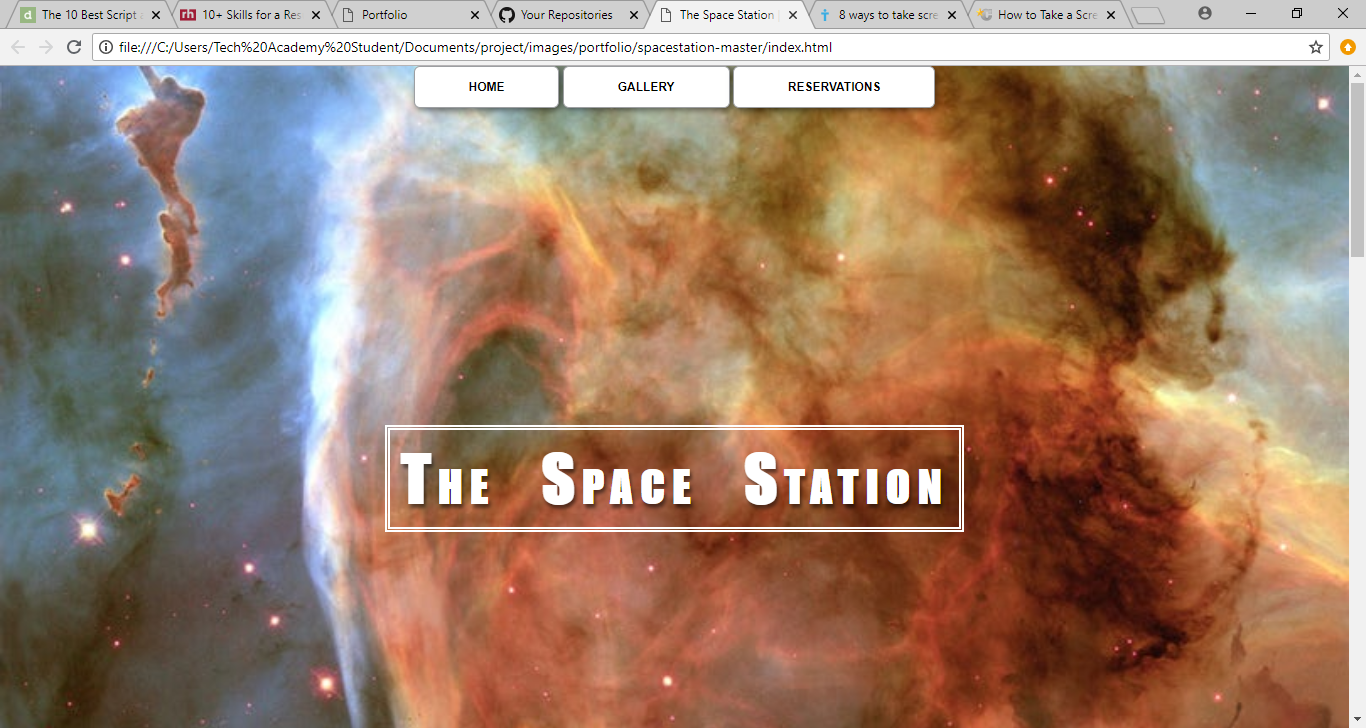 d The 10 Best Script a
rh 10+ Skills for a Res
Portfolio
Your Repositories
The Space Station
8 ways to take scre
How to Take a Scre
file:///C:/Users/Tech%20Academy%20Student/Documents/project/images/portfolio/spacestation-master/index.html
HOME GALLERY RESERVATIONS
The Space Station